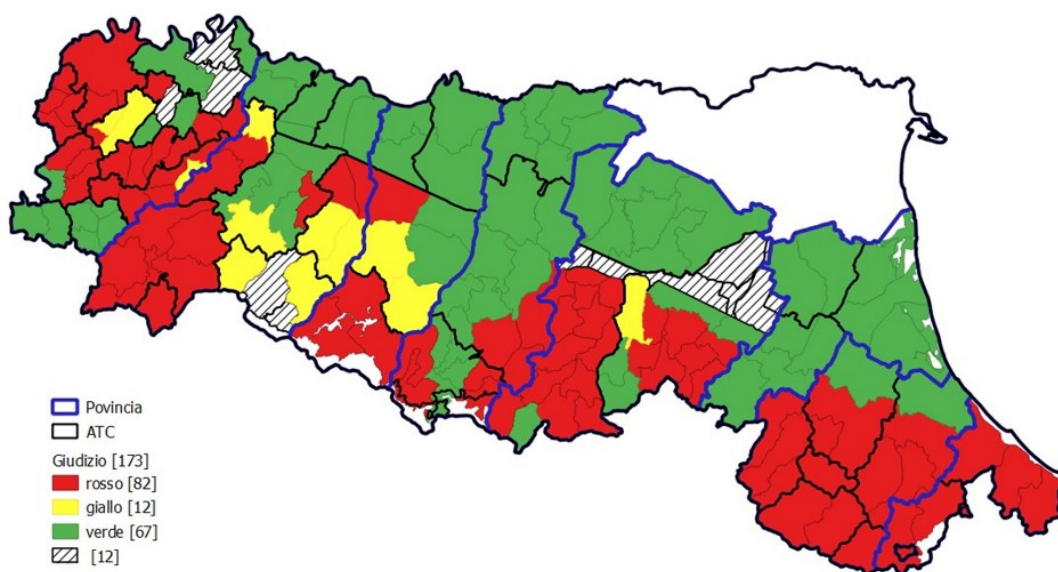 Povincia
ATC
Giudizio [173]
rosso [82]
giallo [12]
verde [67]
[12]